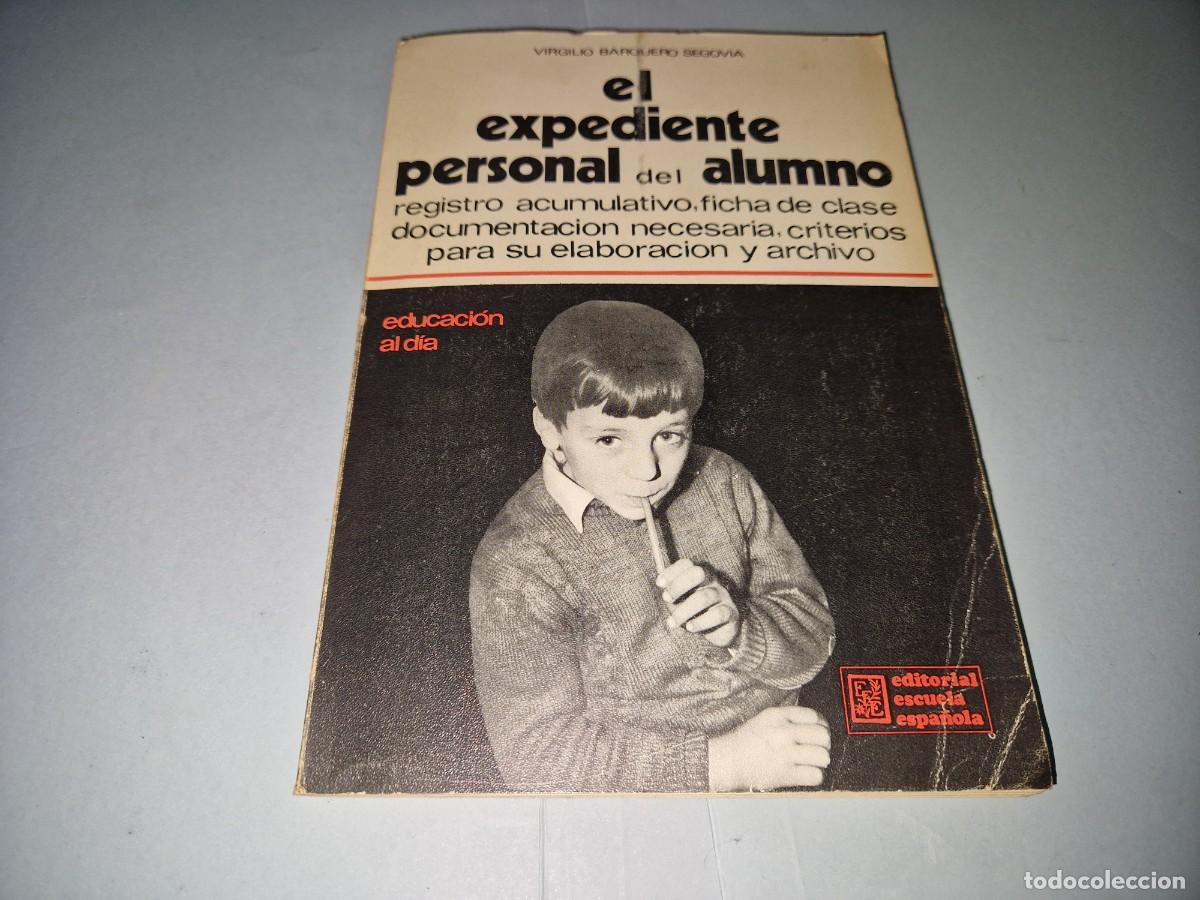 VIRGILIO BARQUERO SEGOVIA
el
expediente
personal del alumno
registro acumulativo, ficha de clase
documentacion necesaria, criterios
para su elaboracion y archivo
educación
al día
editorial
escuela
española
todocoleccion